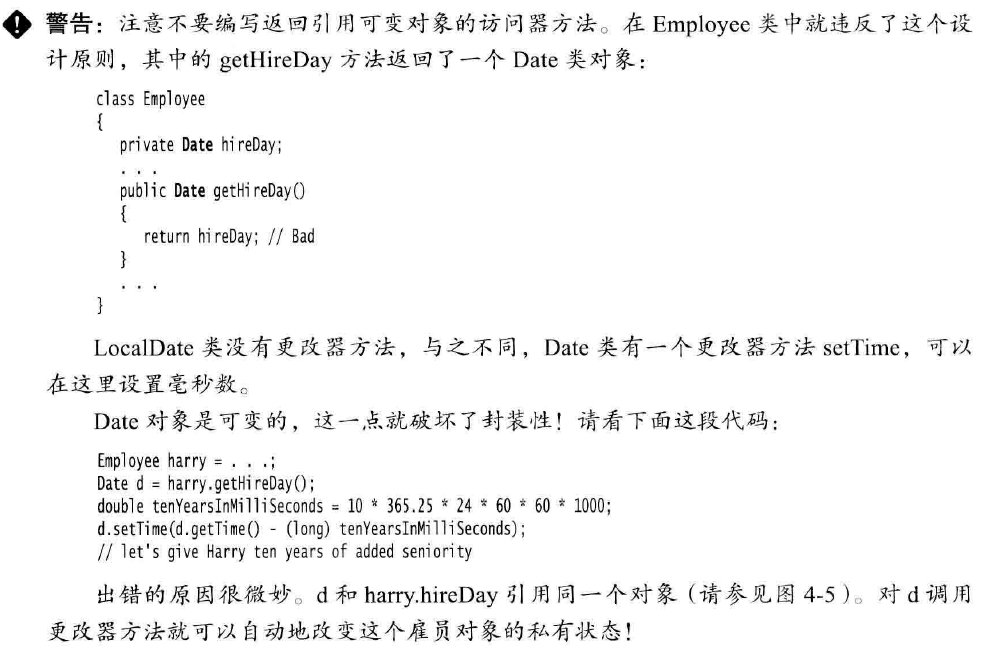 警告：注意不要编写返回引用可变对象的访问器方法。在 Employee 类中就违反了这个设
计原则，其中的 getHireDay 方法返回了一个 Date 类对象：
class Employee
{
private Date hireDay;
. . .
public Date getHireDay()
{
return hireDay; // Bad
}
. . .
}
LocalDate 类没有更改器方法，与之不同，Date 类有一个更改器方法 setTime，可以
在这里设置毫秒数。
Date 对象是可变的，这一点就破坏了封装性！请看下面这段代码：
Employee harry = . . .;
Date d = harry.getHireDay();
double tenYearsInMilliSeconds = 10 * 365.25 * 24 * 60 * 60 * 1000;
d.setTime(d.getTime() - (long) tenYearsInMilliSeconds);
// let's give Harry ten years of added seniority
出错的原因很微妙。d 和 harry.hireDay 引用同一个对象（请参见图 4-5）。对 d 调用
更改器方法就可以自动地改变这个雇员对象的私有状态！